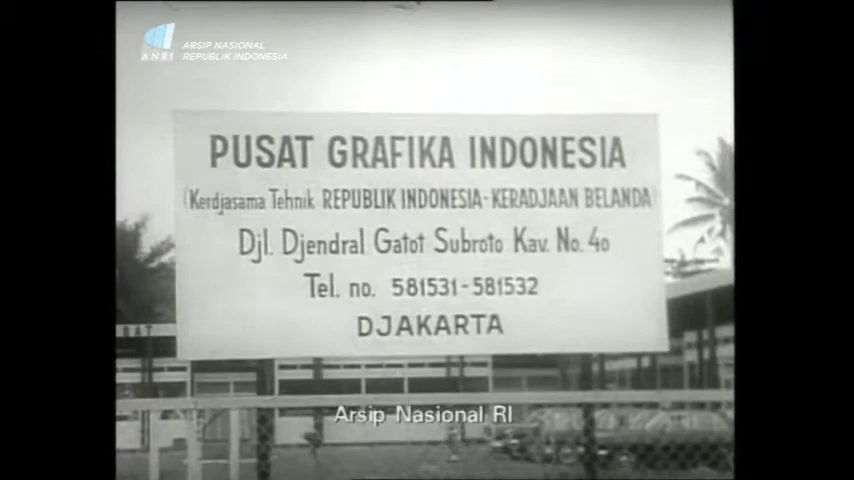 ANRI
ARSIP NASIONAL
REPUBLIK INDONESIA
PUSAT GRAFIKA INDONESIA
(Kerdjasama Tehnik REPUBLIK INDONESIA-KERADJAAN BELANDA)
Djl. Djendral Gatot Subroto Kav. No. 40
Tel. no. 581531-581532
DJAKARTA
Arsip Nasional RI